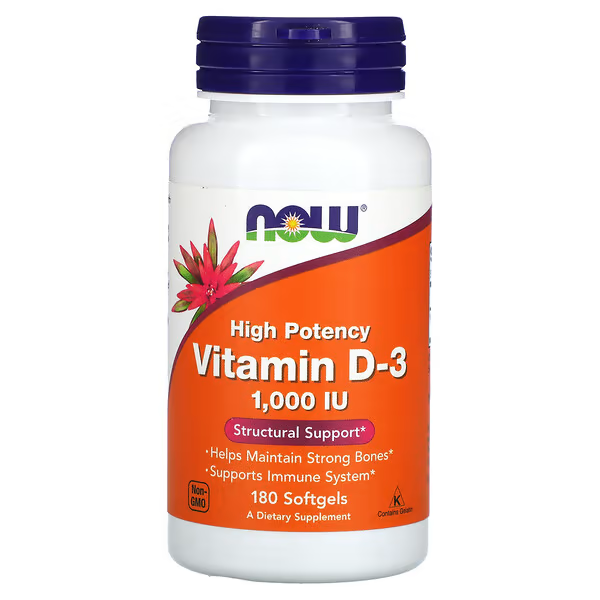 NOW®
High Potency
Vitamin D-3
1,000 IU
Structural Support*
• Helps Maintain Strong Bones*
• Supports Immune System*
180 Softgels
A Dietary Supplement
Non-
GMO
K
Contains Gelatin